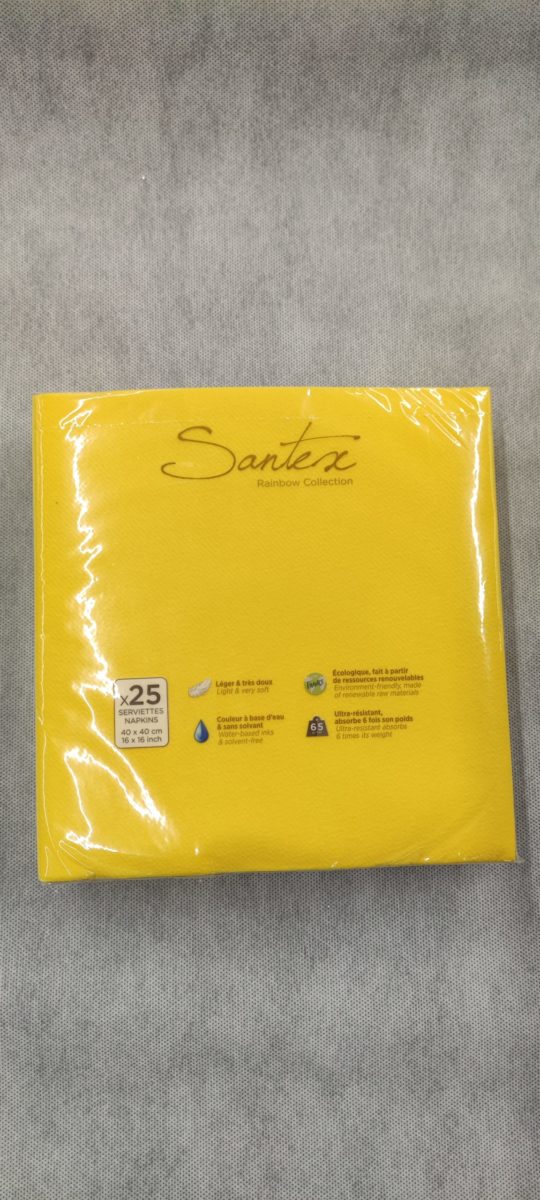 Santex
Rainbow Collection
x25
SERVIETTES
NAPKINS
40 x 40 cm
16 x 16 inch
Léger & très doux
Light & very soft
Couleur à base d'eau
& sans solvant
Water-based inks
& solvent-free
Écologique, fait à partir
de ressources renouvelables
Environment-friendly, made
of renewable raw materials
65
Ultra-résistant,
absorbe 6 fois son poids
Ultra-resistant absorbs
6 times its weight